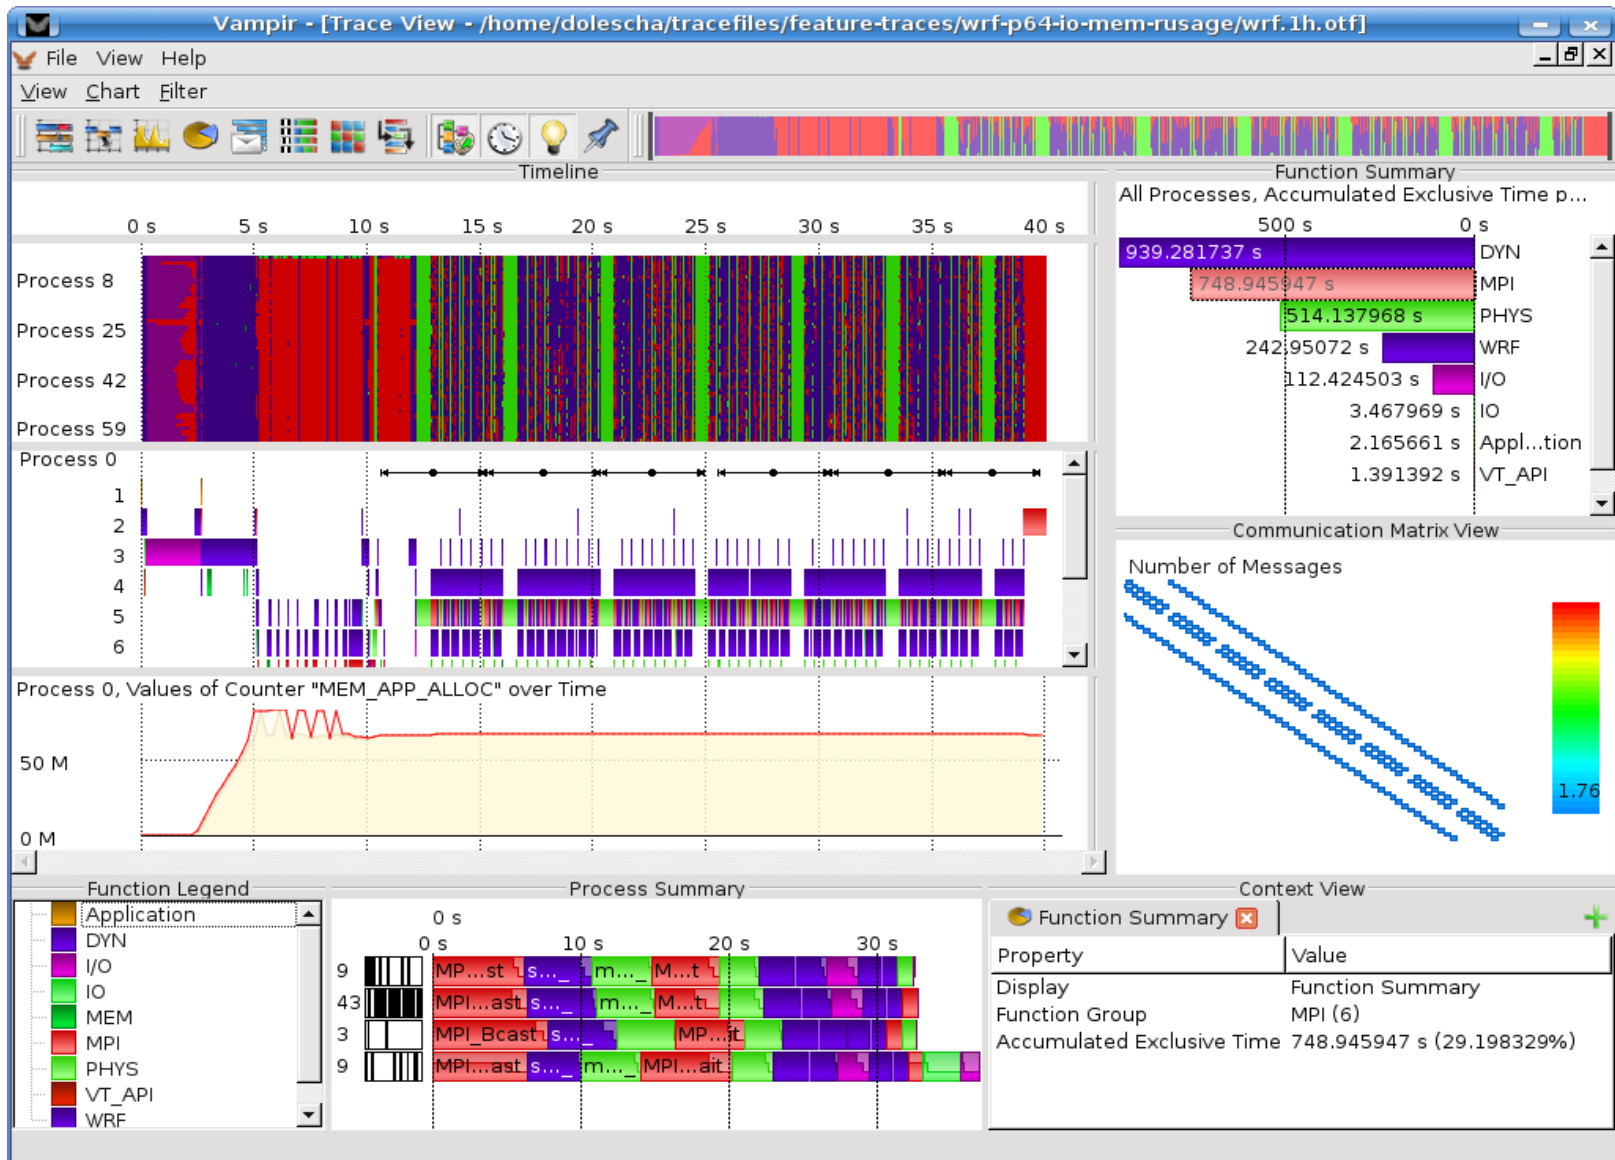 Vampir - [Trace View - /home/dolescha/tracefiles/feature-traces/wrf-p64-io-mem-rusage/wrf.1h.otf]
File View Help
View Chart Filter
Timeline
0 s 5 s 10 s 15 s 20 s 25 s 30 s 35 s 40 s
Process 8
Process 25
Process 42
Process 59
Process 0
1
2
3
4
5
6
Process 0, Values of Counter "MEM_APP_ALLOC" over Time
50 M
0 M
Function Summary
All Processes, Accumulated Exclusive Time p...
500 s 0 s
939.281737 s DYN
748.945947 s MPI
514.137968 s PHYS
242.95072 s WRF
112.424503 s I/O
3.467969 s IO
2.165661 s Appl...tion
1.391392 s VT_API
Communication Matrix View
Number of Messages
1.76
Function Legend
Application
DYN
I/O
IO
MEM
MPI
PHYS
VT_API
WRF
Process Summary
0 s
0 s 10 s 20 s 30 s
9 MP...st s..._ m..._ M...t
43 MPI...ast s..._ m..._ M...t
3 MPI_Bcast s..._ MP...it
9 MPI...ast s..._ m..._ MPI...ait
Context View
Function Summary
Property Value
Display Function Summary
Function Group MPI (6)
Accumulated Exclusive Time 748.945947 s (29.198329%)